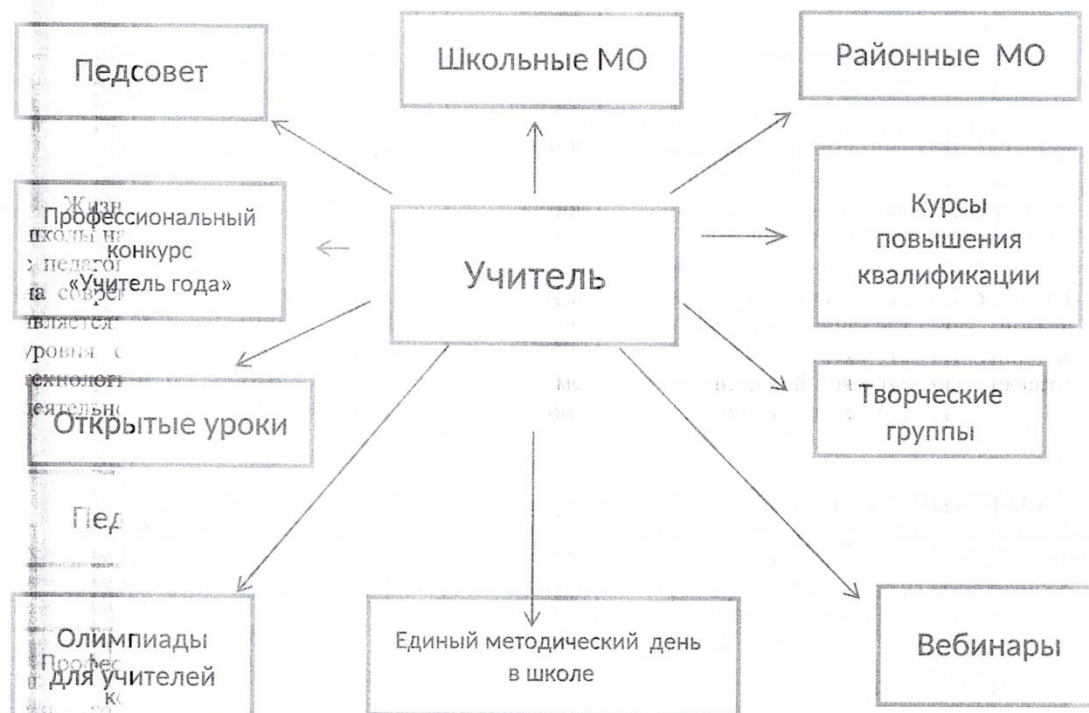 Педсовет
Школьные МО
Районные МО
Профессиональный
конкурс
«Учитель года»
Учитель
Курсы
повышения
квалификации
Открытые уроки
Творческие
группы
Олимпиады
для учителей
Единый методический день
в школе
Вебинары